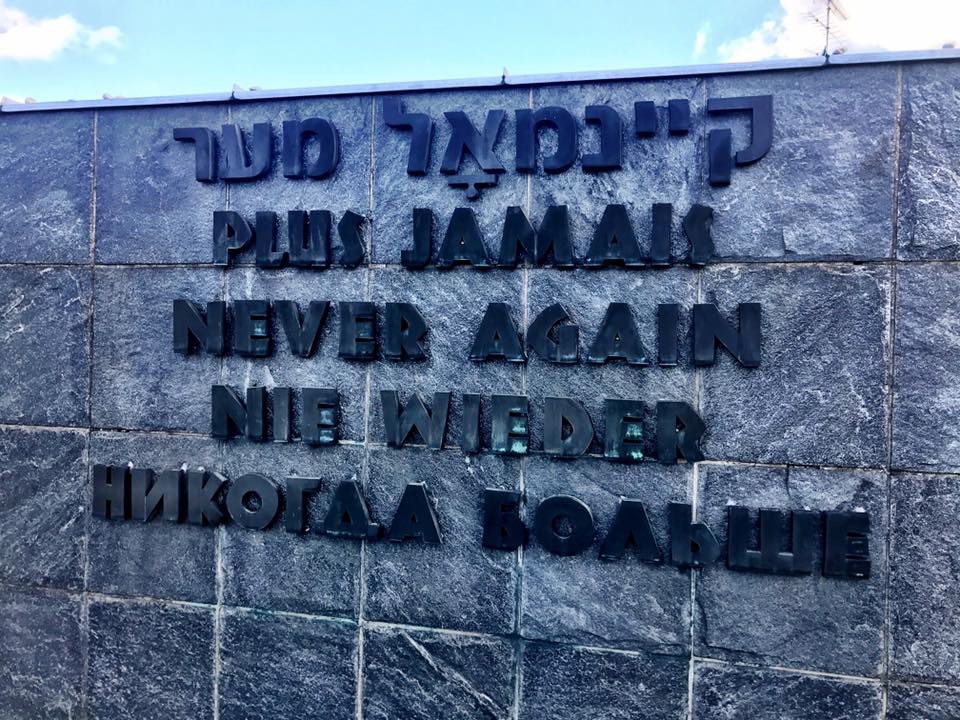 קיינמאָל מער
PLUS JAMAIS
NEVER AGAIN
NIE WIEDER
НИКОГДА БОЛЬШЕ